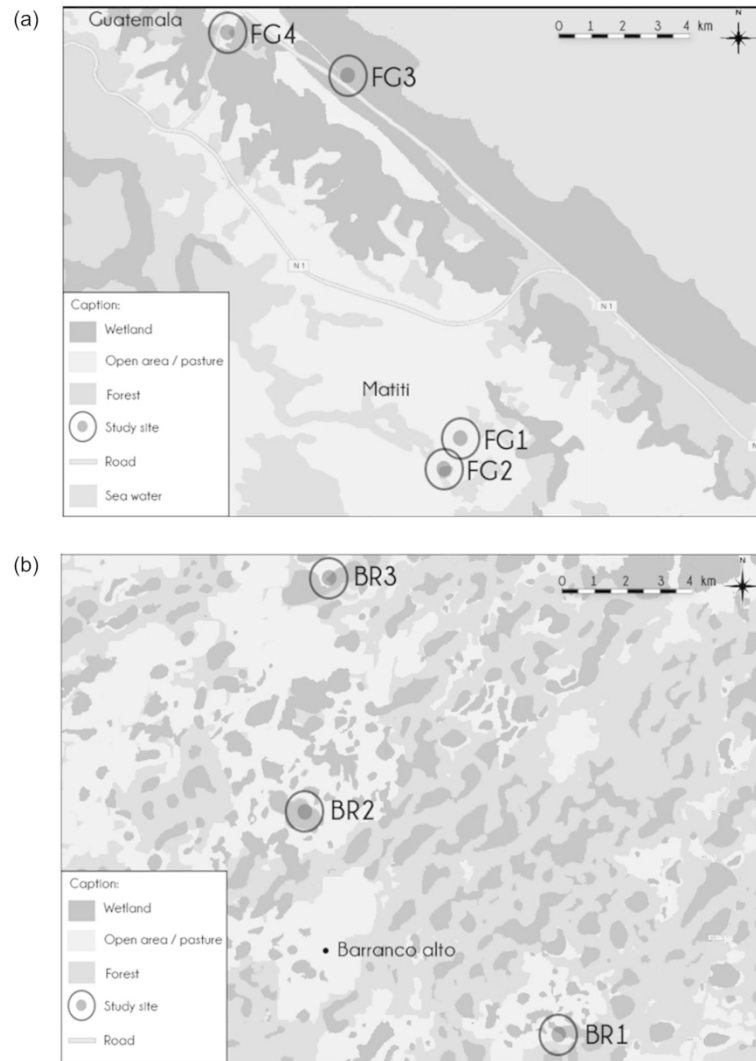 (a)
Guatemala
FG4
FG3
0 1 2 3 4 km
N
N 1
N 1
N
Matiti
FG1
FG2
Caption:
Wetland
Open area / pasture
Forest
Study site
Road
Sea water
(b)
BR3
0 1 2 3 4 km
N
BR2
Barranco alto
BR1
Caption:
Wetland
Open area / pasture
Forest
Study site
Road